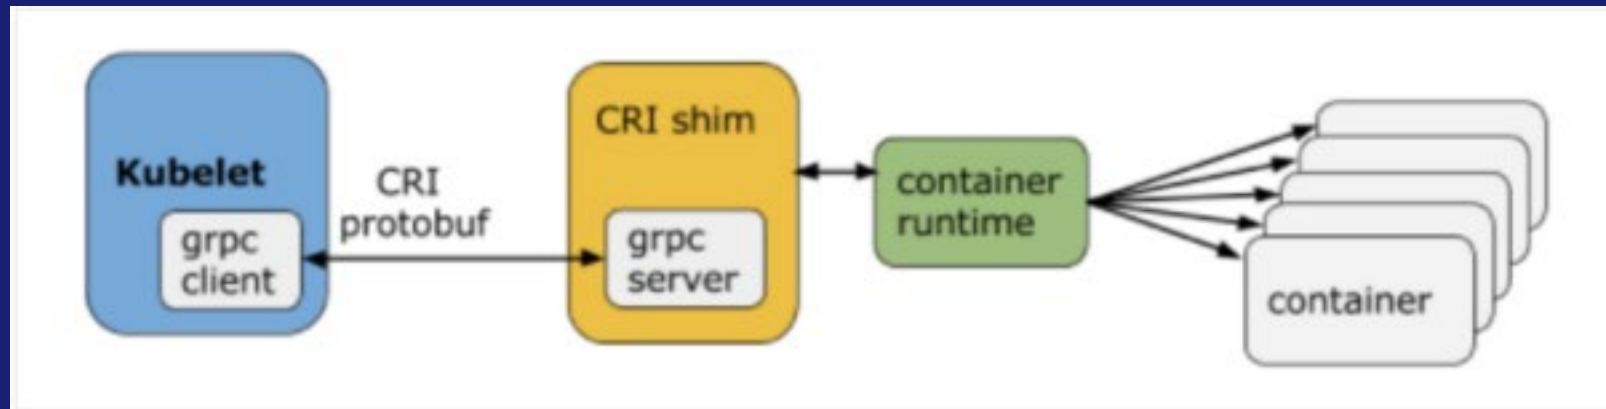 Kubelet
grpc
client
CRI
protobuf
CRI shim
grpc
server
container
runtime
container